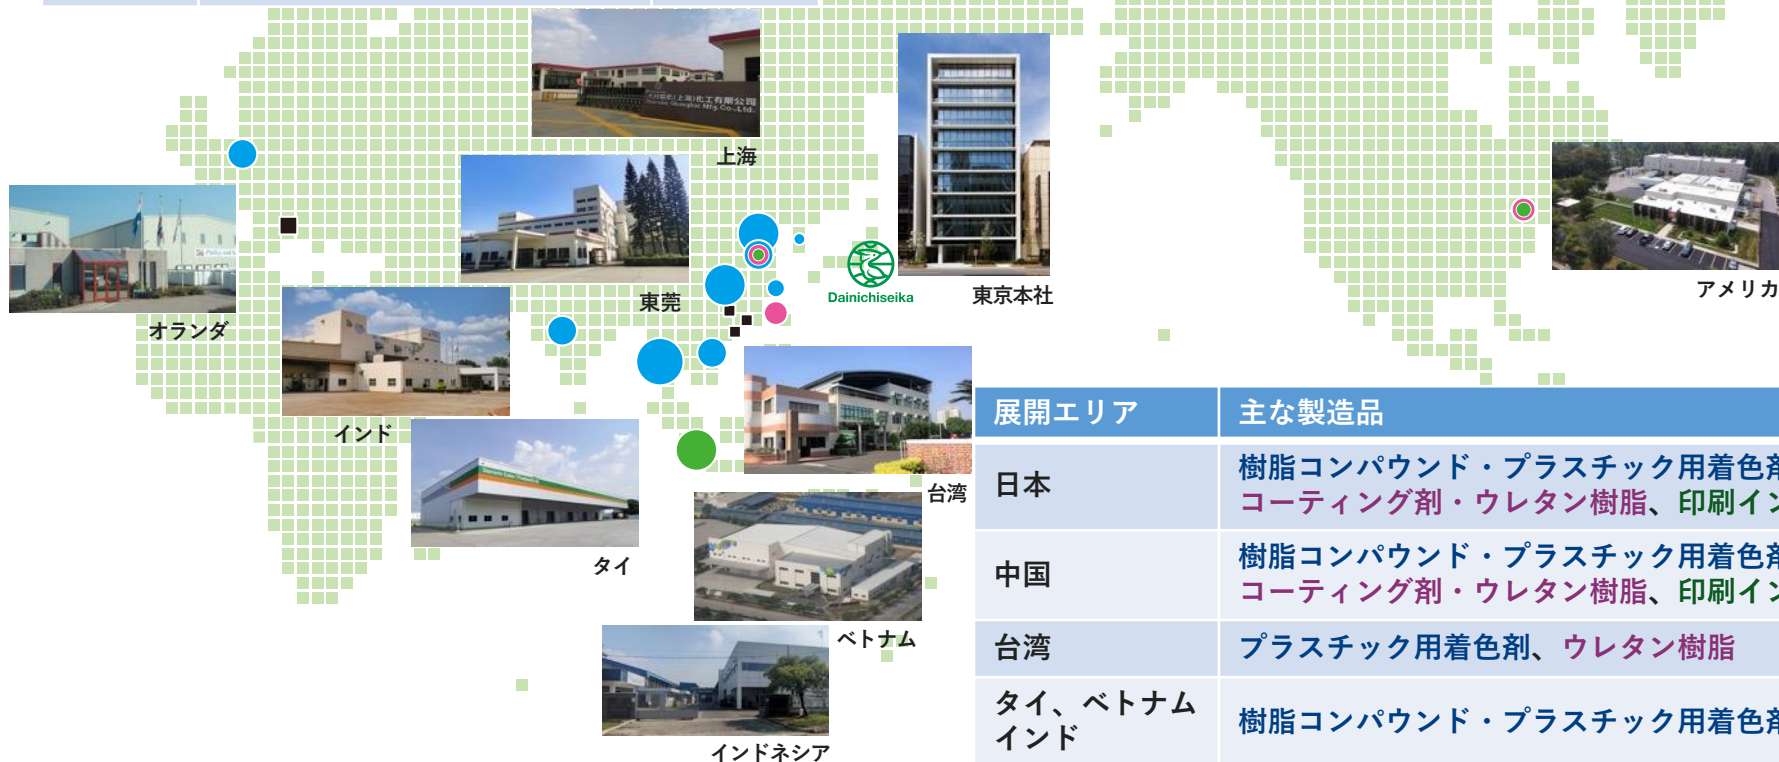 上海
東莞
Dainichiseika
東京本社
アメリカ
オランダ
インド
タイ
台湾
ベトナム
インドネシア
展開エリア 主な製造品
日本 樹脂コンパウンド・プラスチック用着色剤
コーティング剤・ウレタン樹脂、印刷イン
中国 樹脂コンパウンド・プラスチック用着色剤
コーティング剤・ウレタン樹脂、印刷イン
台湾 プラスチック用着色剤、ウレタン樹脂
タイ、ベトナム
インド 樹脂コンパウンド・プラスチック用着色剤